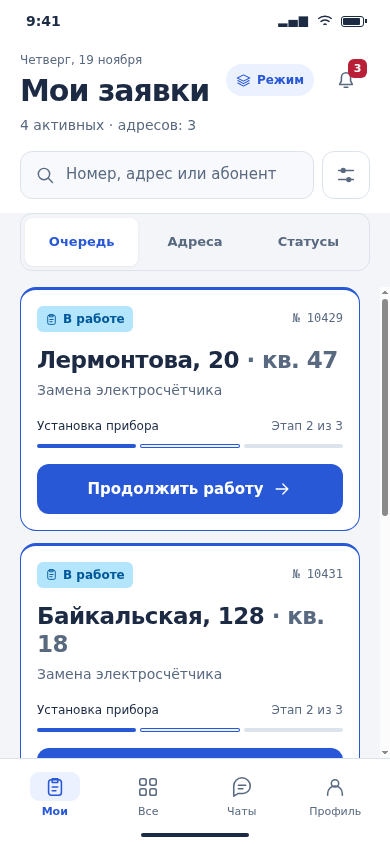 9:41
Четверг, 19 ноября
Мои заявки
Режим
3
4 активных · адресов: 3
Номер, адрес или абонент
Очередь
Адреса
Статусы
В работе
№ 10429
Лермонтова, 20 · кв. 47
Замена электросчётчика
Установка прибора
Этап 2 из 3
Продолжить работу →
В работе
№ 10431
Байкальская, 128 · кв.
18
Замена электросчётчика
Установка прибора
Этап 2 из 3
Мои
Все
Чаты
Профиль